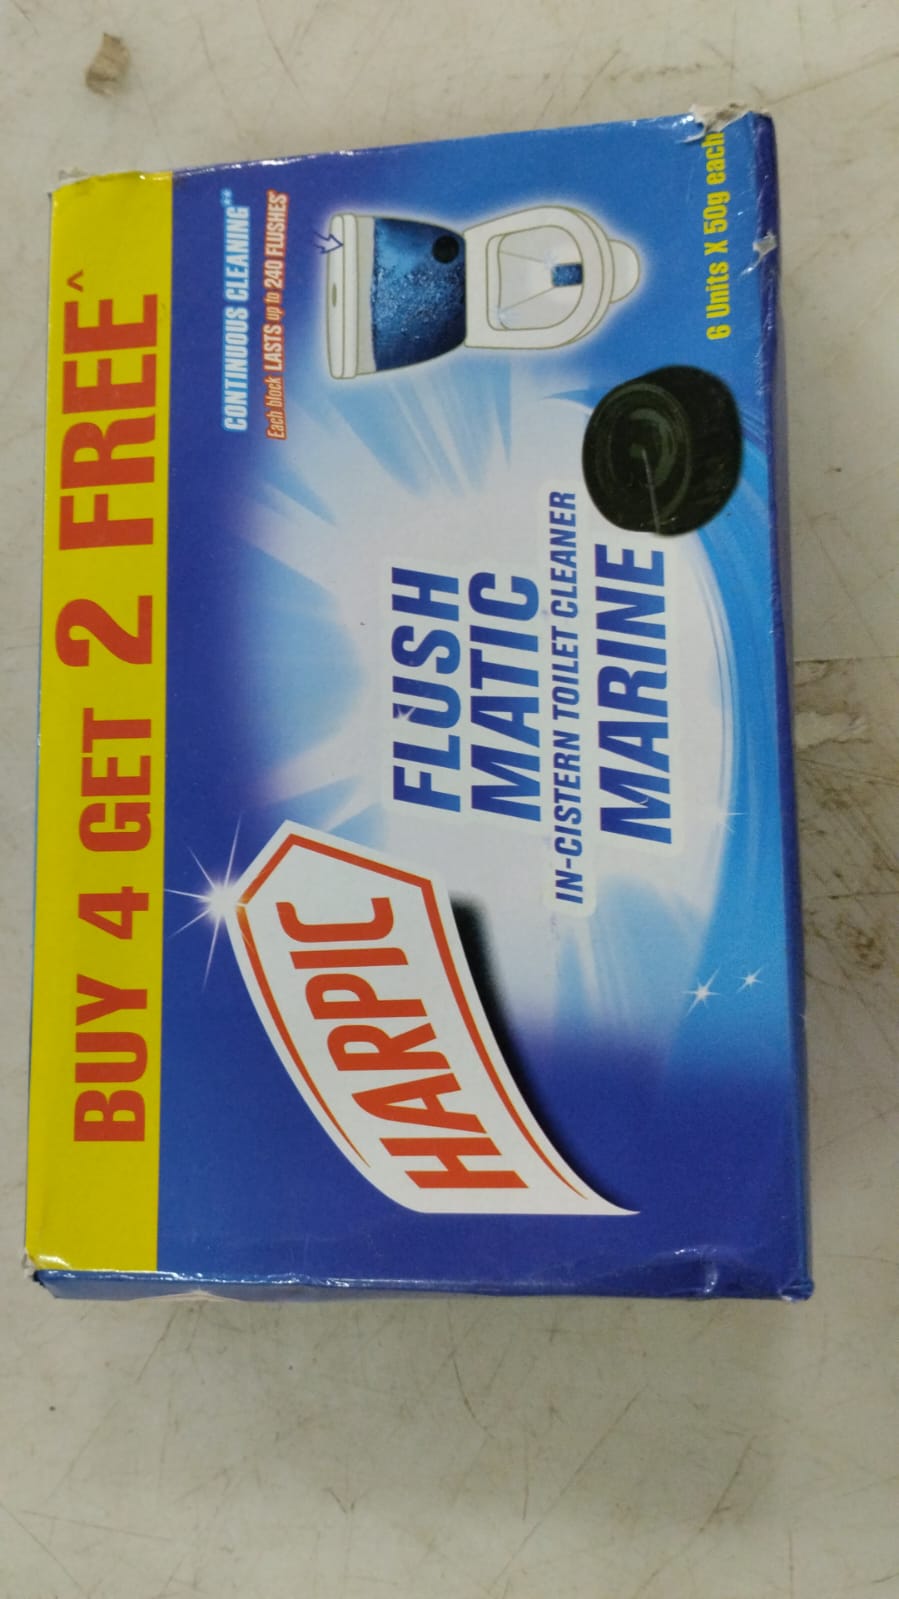 BUY 4 GET 2 FREE^
CONTINUOUS CLEANING**
Each block LASTS up to 240 FLUSHES*
HARPIC
FLUSH
MATIC
IN-CISTERN TOILET CLEANER
MARINE
6 Units X 50g each